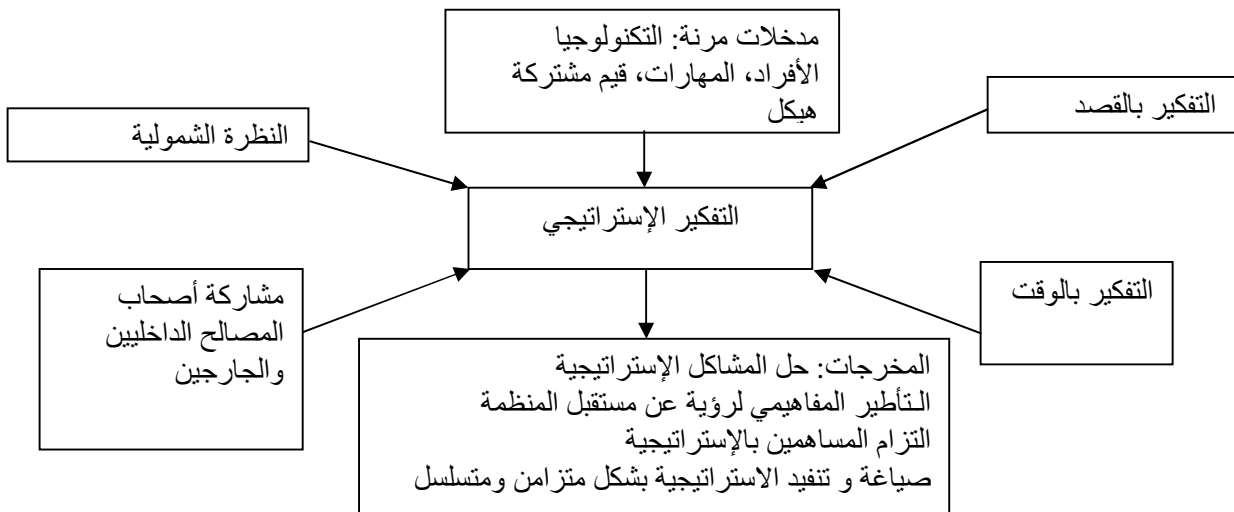 مدخلات مرنة: التكنولوجيا
الأفراد، المهارات، قيم مشتركة
هيكل
التفكير بالقصد
النظرة الشمولية
التفكير الإستراتيجي
مشاركة أصحاب
المصالح الداخليين
والجارجين
التفكير بالوقت
المخرجات: حل المشاكل الإستراتيجية
التأطير المفاهيمي لرؤية عن مستقبل المنظمة
التزام المساهمين بالإستراتيجية
صياغة و تنفيد الاستراتيجية بشكل متزامن ومتسلسل